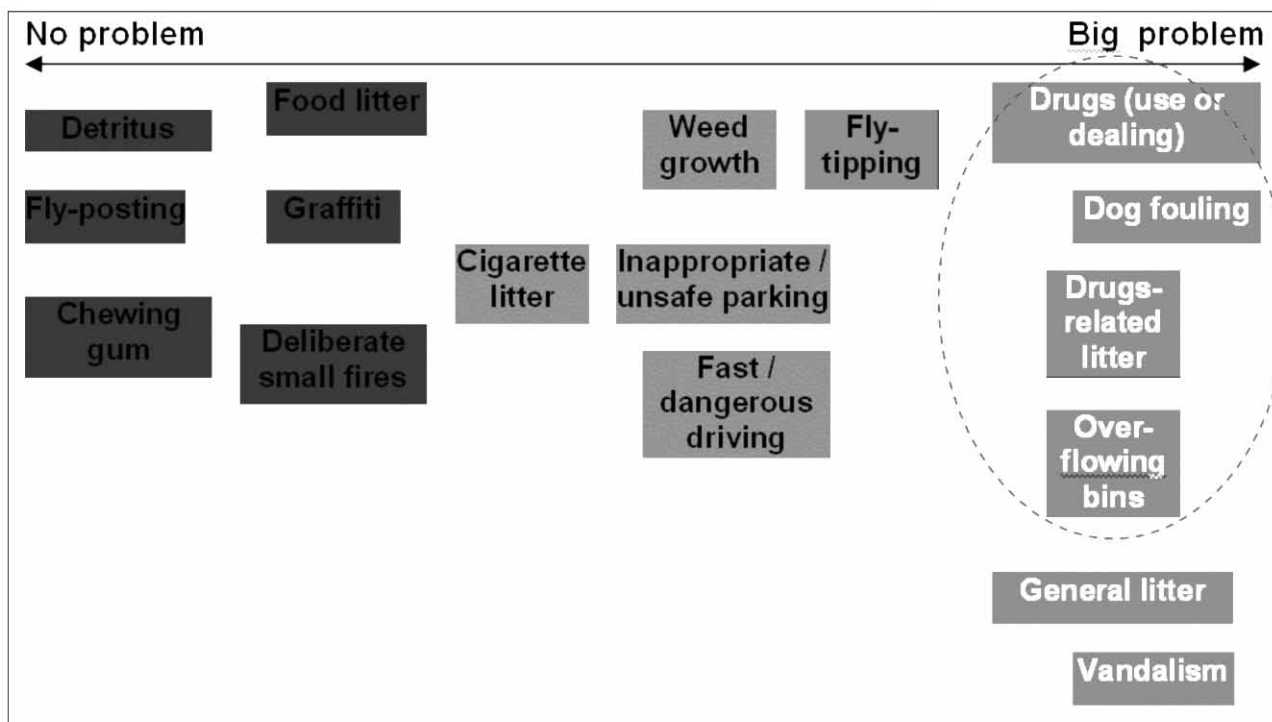 No problem
Big problem
Detritus
Food litter
Weed
growth
Fly-
tipping
Drugs (use or
dealing)
Fly-posting
Graffiti
Dog fouling
Cigarette
litter
Inappropriate /
unsafe parking
Drugs-
related
litter
Chewing
gum
Deliberate
small fires
Fast /
dangerous
driving
Over-
flowing
bins
General litter
Vandalism